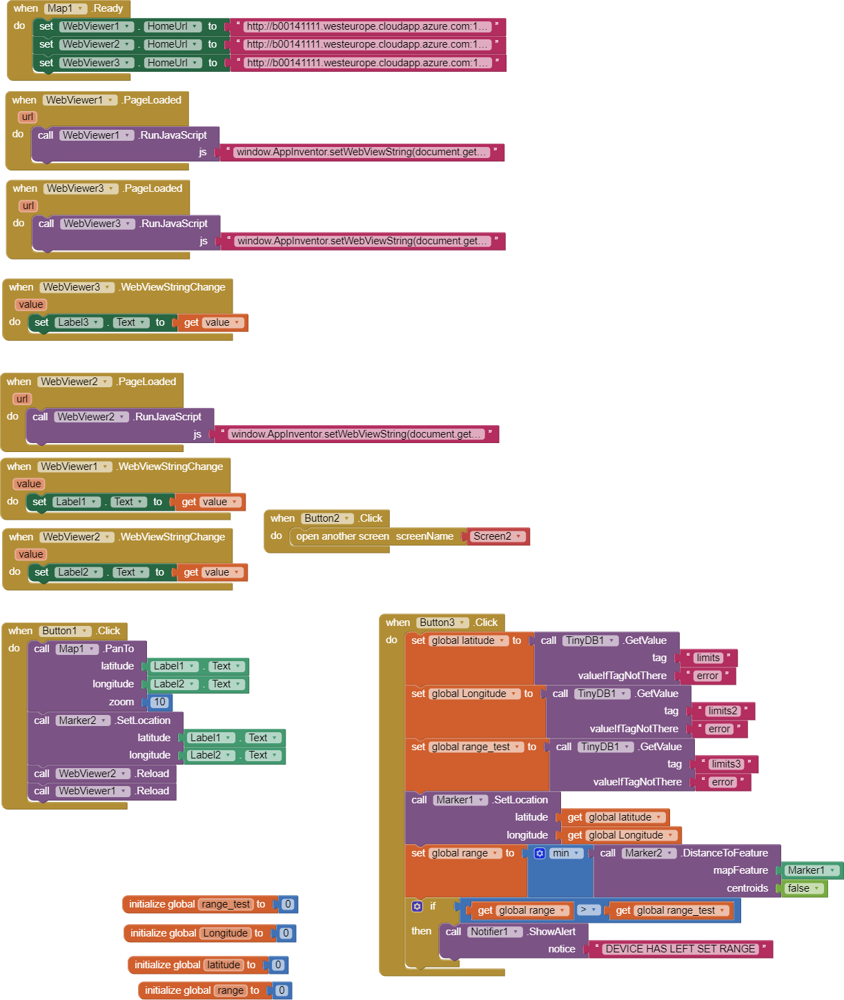 when Map1 .Ready
do set WebViewer1 . HomeUrl to " http://b00141111.westeurope.cloudapp.azure.com:1... "
set WebViewer2 . HomeUrl to " http://b00141111.westeurope.cloudapp.azure.com:1... "
set WebViewer3 . HomeUrl to " http://b00141111.westeurope.cloudapp.azure.com:1... "
when WebViewer1 .PageLoaded
url
do call WebViewer1 .RunJavaScript
js " window.AppInventor.setWebViewString(document.get... "
when WebViewer3 .PageLoaded
url
do call WebViewer3 .RunJavaScript
js " window.AppInventor.setWebViewString(document.get... "
when WebViewer3 .WebViewStringChange
value
do set Label3 . Text to get value
when WebViewer2 .PageLoaded
url
do call WebViewer2 .RunJavaScript
js " window.AppInventor.setWebViewString(document.get... "
when WebViewer1 .WebViewStringChange
value
do set Label1 . Text to get value
when WebViewer2 .WebViewStringChange
value
do set Label2 . Text to get value
when Button2 .Click
do open another screen screenName Screen2
when Button1 .Click
do call Map1 .PanTo
latitude Label1 . Text
longitude Label2 . Text
zoom 10
call Marker2 .SetLocation
latitude Label1 . Text
longitude Label2 . Text
call WebViewer2 .Reload
call WebViewer1 .Reload
when Button3 .Click
do set global latitude to call TinyDB1 .GetValue
tag " limits "
valueIfTagNotThere " error "
set global Longitude to call TinyDB1 .GetValue
tag " limits2 "
valueIfTagNotThere " error "
set global range_test to call TinyDB1 .GetValue
tag " limits3 "
valueIfTagNotThere " error "
call Marker1 .SetLocation
latitude get global latitude
longitude get global Longitude
set global range to min call Marker2 .DistanceToFeature
mapFeature Marker1
centroids false
if get global range > get global range_test
then call Notifier1 .ShowAlert
notice " DEVICE HAS LEFT SET RANGE "
initialize global range_test to 0
initialize global Longitude to 0
initialize global latitude to 0
initialize global range to 0